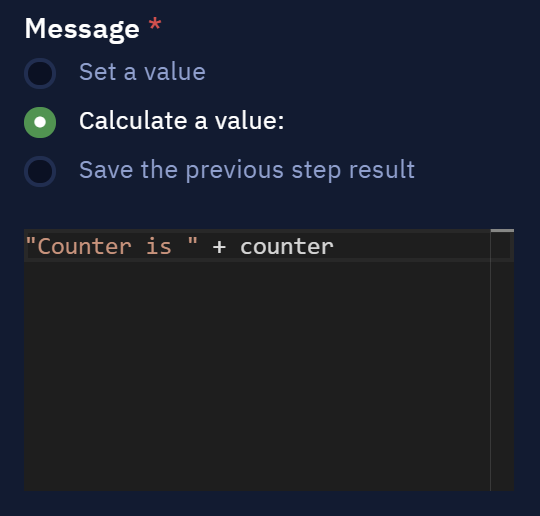 Message *
Set a value
Calculate a value:
Save the previous step result
"Counter is " + counter